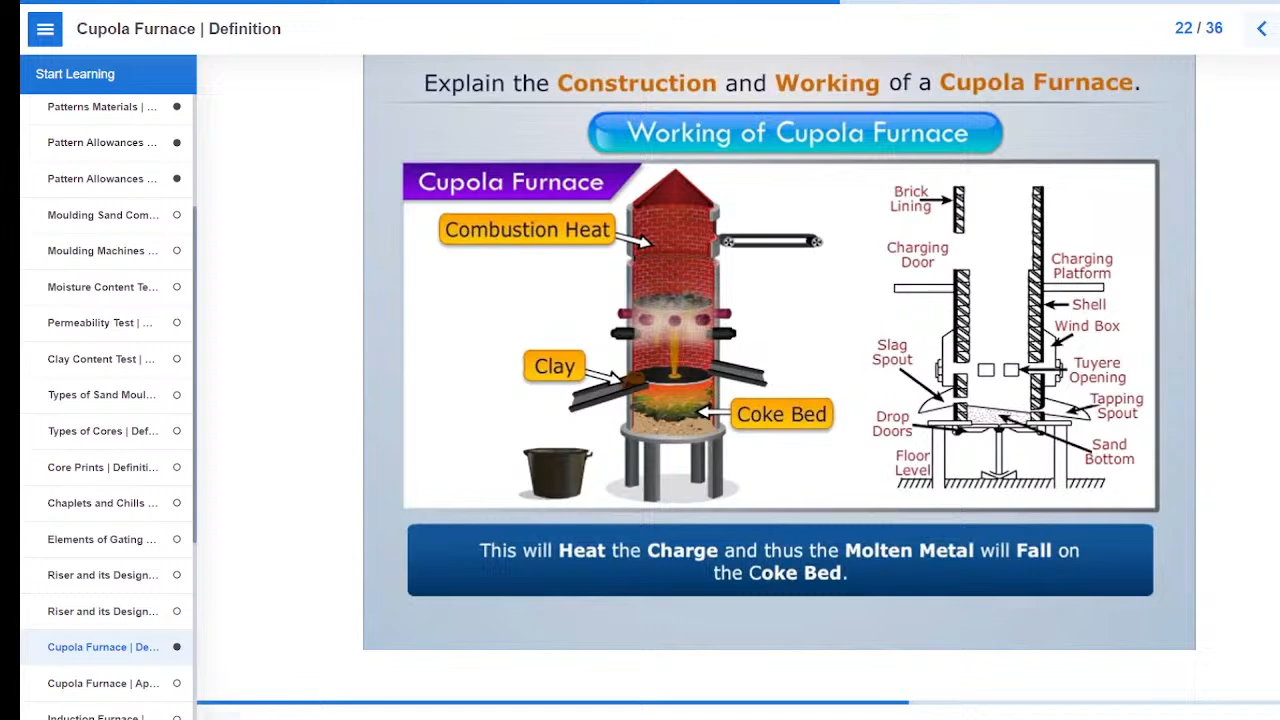 Cupola Furnace | Definition
22 / 36
Start Learning
Patterns Materials | ...
Pattern Allowances ...
Pattern Allowances ...
Moulding Sand Com...
Moulding Machines ...
Moisture Content Te...
Permeability Test | ...
Clay Content Test | ...
Types of Sand Moul...
Types of Cores | Def...
Core Prints | Definiti...
Chaplets and Chills ...
Elements of Gating ...
Riser and its Design...
Riser and its Design...
Cupola Furnace | De...
Cupola Furnace | Ap...
Induction Furnace | ...
Explain the Construction and Working of a Cupola Furnace.
Working of Cupola Furnace
Cupola Furnace
Combustion Heat
Clay
Coke Bed
Brick
Lining
Charging
Door
Charging
Platform
Shell
Wind Box
Slag
Spout
Tuyere
Opening
Tapping
Spout
Drop
Doors
Sand
Bottom
Floor
Level
This will Heat the Charge and thus the Molten Metal will Fall on
the Coke Bed.